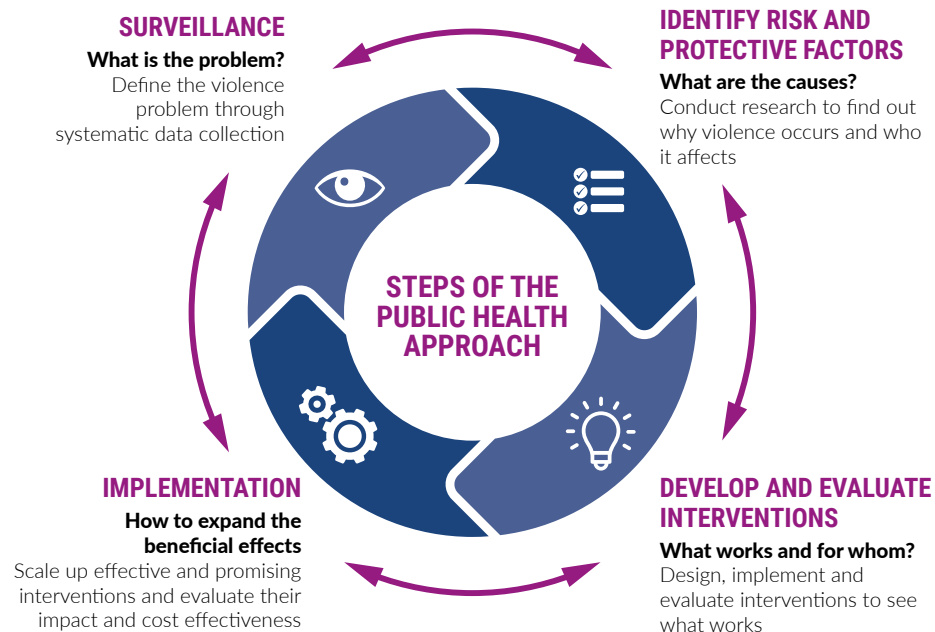 SURVEILLANCE
What is the problem?
Define the violence
problem through
systematic data collection
IDENTIFY RISK AND
PROTECTIVE FACTORS
What are the causes?
Conduct research to find out
why violence occurs and who
it affects
STEPS OF THE
PUBLIC HEALTH
APPROACH
IMPLEMENTATION
How to expand the
beneficial effects
Scale up effective and promising
interventions and evaluate their
impact and cost effectiveness
DEVELOP AND EVALUATE
INTERVENTIONS
What works and for whom?
Design, implement and
evaluate interventions to see
what works